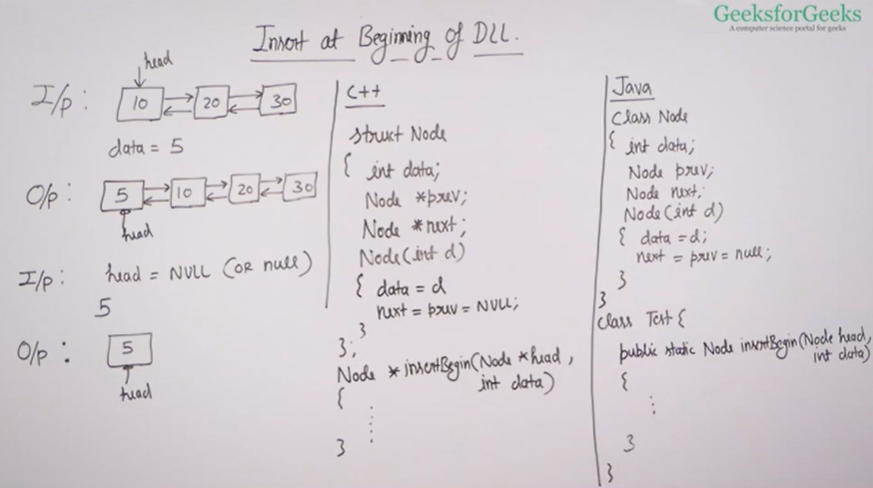 GeeksforGeeks
A computer science portal for geeks
Insert at Beginning of DLL.
head
I/p : 10 20 30
data = 5
O/p : 5 10 20 30
head
I/p : head = NULL (OR null)
5
O/p : 5
head
C++
struct Node
{ int data;
Node *prev;
Node *next;
Node(int d)
{ data = d
next = prev = NULL;
}
};
Node *insertBegin(Node *head,
int data)
{
}
Java
Class Node
{ int data;
Node prev;
Node next;
Node(int d)
{ data = d;
next = prev = null;
}
}
Class Test {
public static Node insertBegin(Node head,
int data)
{
}
}